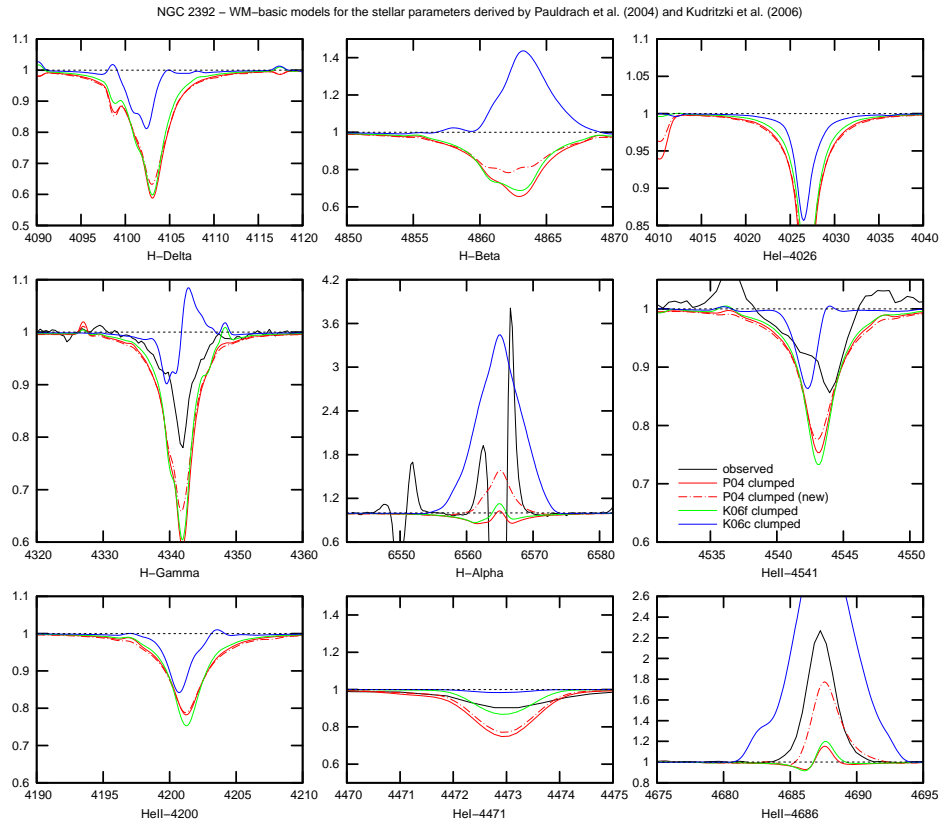 NGC 2392 − WM−basic models for the stellar parameters derived by Pauldrach et al. (2004) and Kudritzki et al. (2006)
1.1
1
0.9
0.8
0.7
0.6
0.5
4090 4095 4100 4105 4110 4115 4120
H−Delta
1.4
1.2
1
0.8
0.6
4850 4855 4860 4865 4870
H−Beta
1.1
1.05
1
0.95
0.9
0.85
4010 4015 4020 4025 4030 4035 4040
HeI−4026
1.1
1
0.9
0.8
0.7
0.6
4320 4330 4340 4350 4360
H−Gamma
4.2
3.6
3
2.4
1.8
1.2
0.6
6550 6560 6570 6580
H−Alpha
1
0.9
0.8
0.7
0.6
observed
P04 clumped
P04 clumped (new)
K06f clumped
K06c clumped
4535 4540 4545 4550
HeII−4541
1.1
1
0.9
0.8
0.7
0.6
4190 4195 4200 4205 4210
HeII−4200
1.4
1.2
1
0.8
0.6
4470 4471 4472 4473 4474 4475
HeI−4471
2.6
2.4
2.2
2
1.8
1.6
1.4
1.2
1
0.8
4675 4680 4685 4690 4695
HeII−4686